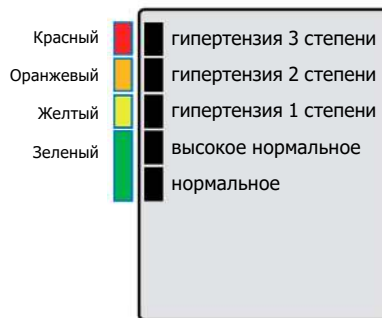 Красный гипертензия 3 степени
Оранжевый гипертензия 2 степени
Желтый гипертензия 1 степени
Зеленый высокое нормальное
нормальное